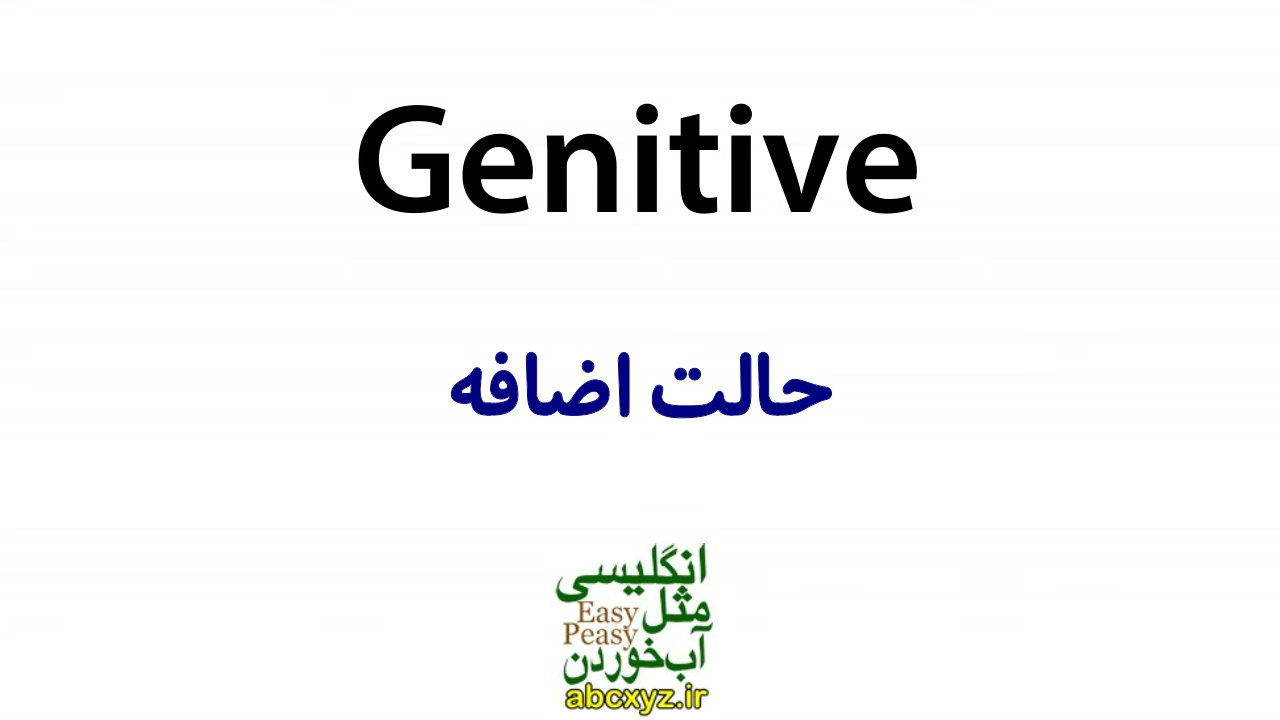 Genitive
حالت اضافه
انگلیسی
مثل Easy
Peasy
آب‌خوردن
abcxyz.ir